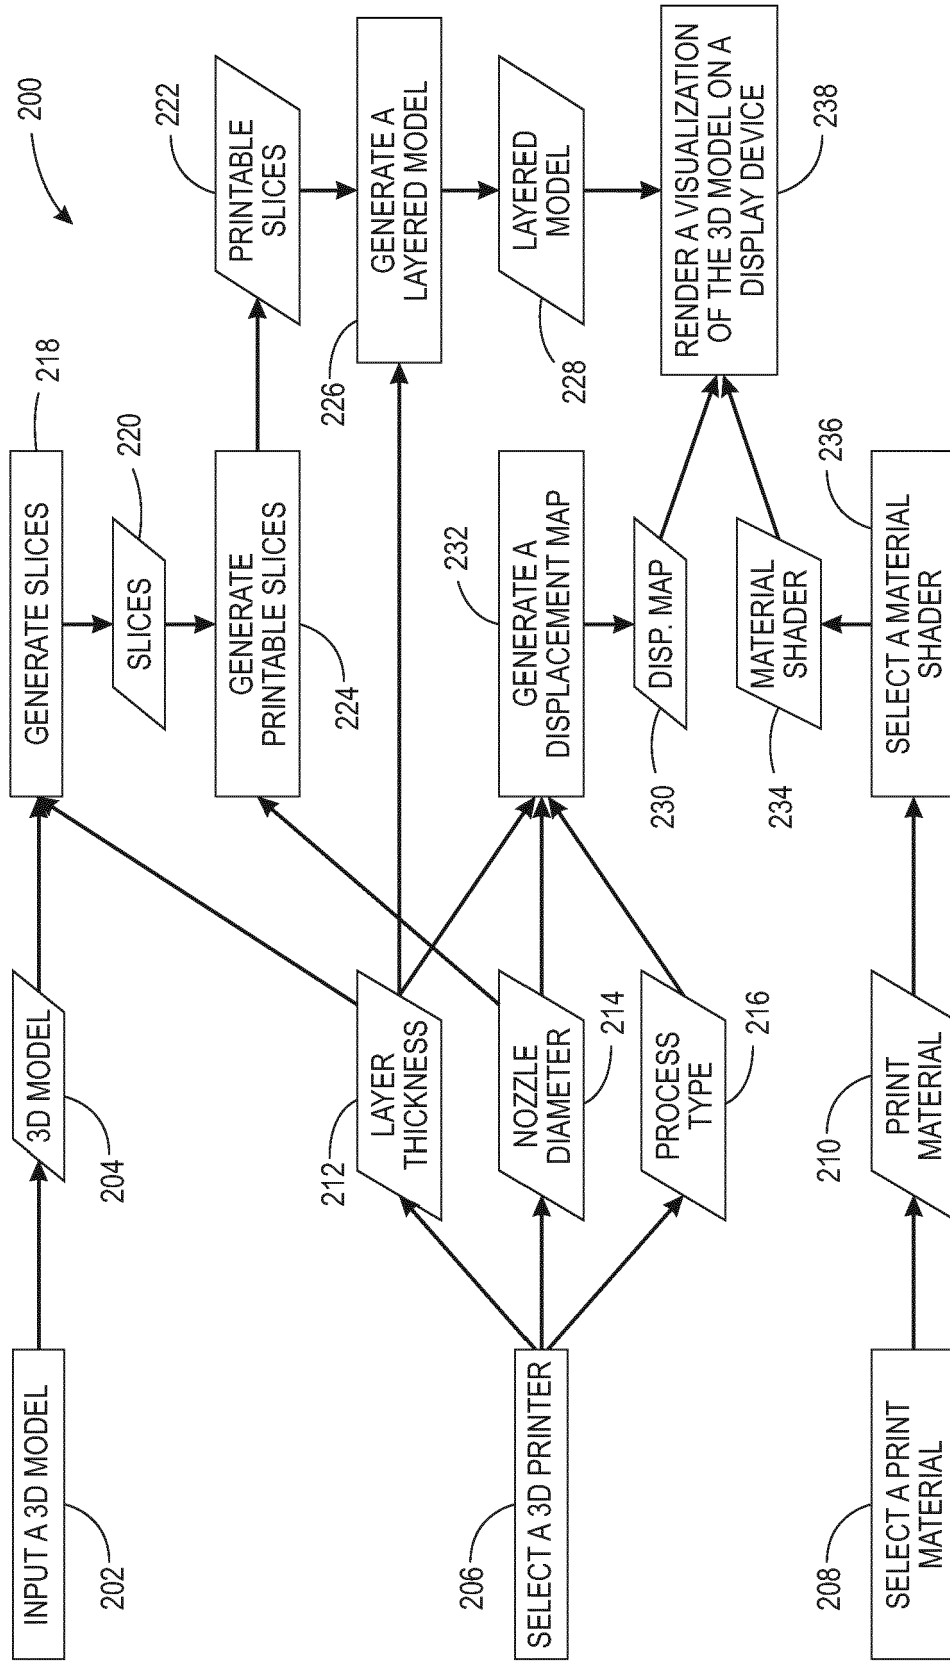 200
INPUT A 3D MODEL
202
3D MODEL
204
GENERATE SLICES
218
SLICES
220
GENERATE
PRINTABLE SLICES
224
PRINTABLE
SLICES
222
GENERATE A
LAYERED MODEL
226
LAYERED
MODEL
228
SELECT A 3D PRINTER
206
LAYER
THICKNESS
212
NOZZLE
DIAMETER
214
PROCESS
TYPE
216
GENERATE A
DISPLACEMENT MAP
232
DISP. MAP
230
RENDER A VISUALIZATION
OF THE 3D MODEL ON A
DISPLAY DEVICE
238
SELECT A PRINT
MATERIAL
208
PRINT
MATERIAL
210
SELECT A MATERIAL
SHADER
236
MATERIAL
SHADER
234